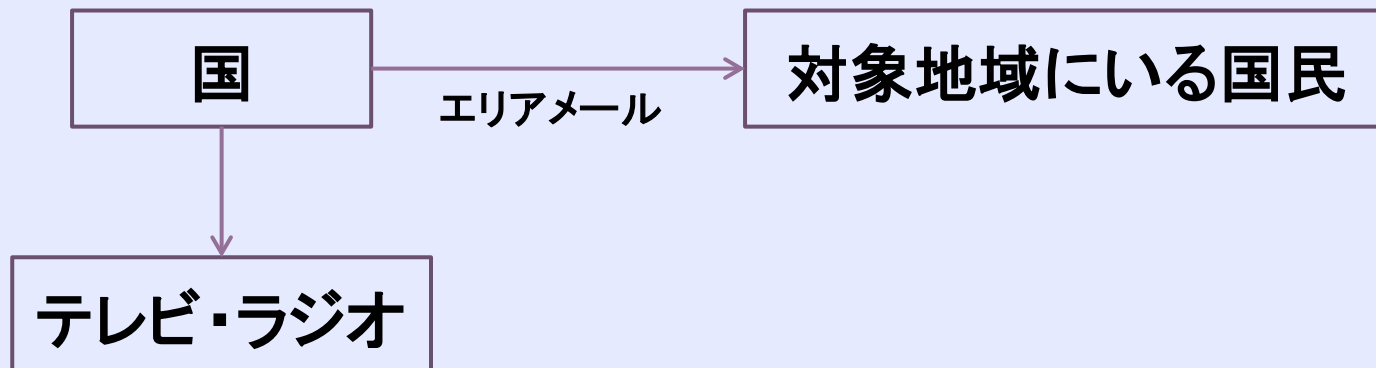 国
対象地域にいる国民
エリアメール
テレビ・ラジオ